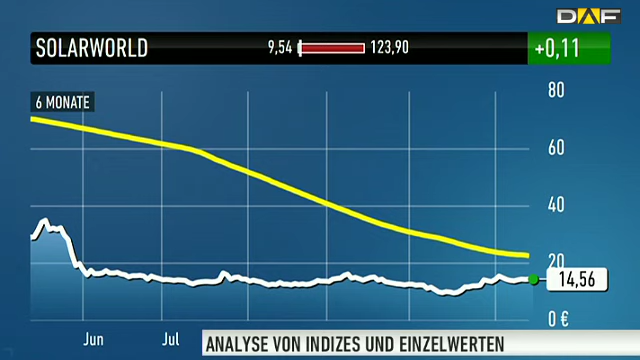 DAF
SOLARWORLD 9,54 123,90 +0,11
6 MONATE
80
60
40
20
14,56
0 €
Jun Jul
ANALYSE VON INDIZES UND EINZELWERTEN